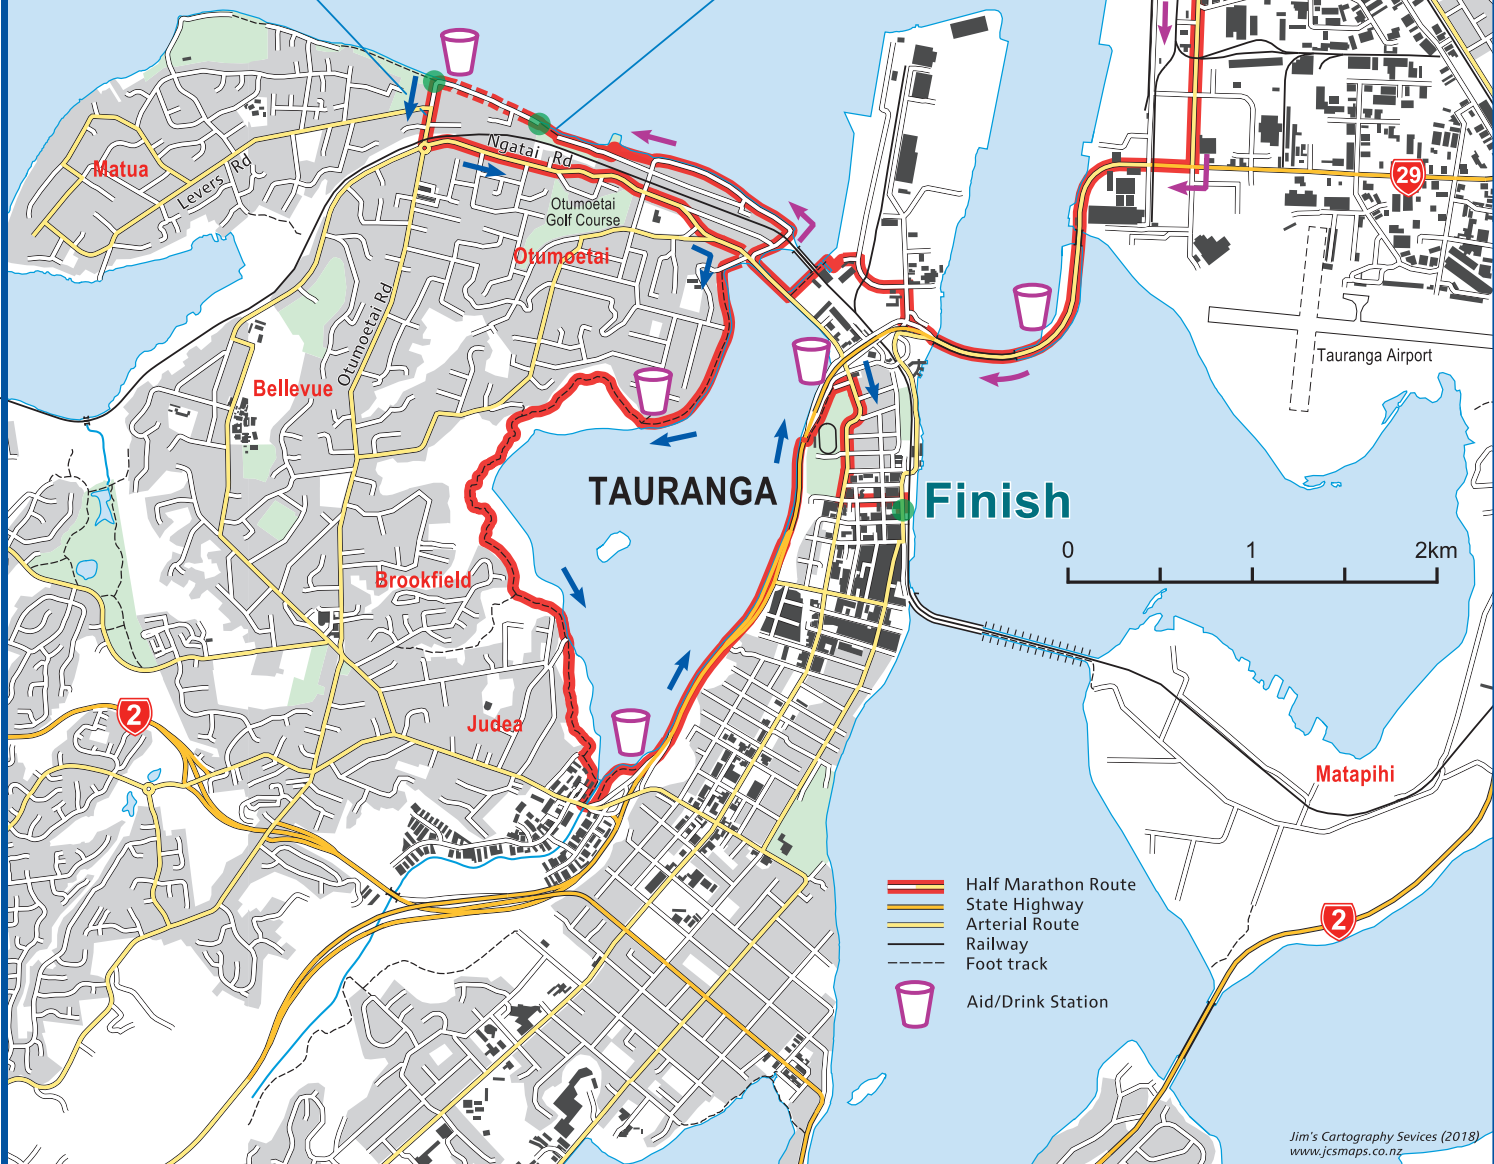 Matua
Levers Rd
Ngatai Rd
Otumoetai
Golf Course
Otumoetai
29
Tauranga Airport
Otumoetai Rd
Bellevue
TAURANGA
Finish
0 1 2km
Brookfield
2
Judea
Matapihi
Half Marathon Route
State Highway
Arterial Route
Railway
Foot track
Aid/Drink Station
2
Jim's Cartography Sevices (2018)
www.jcsmaps.co.nz